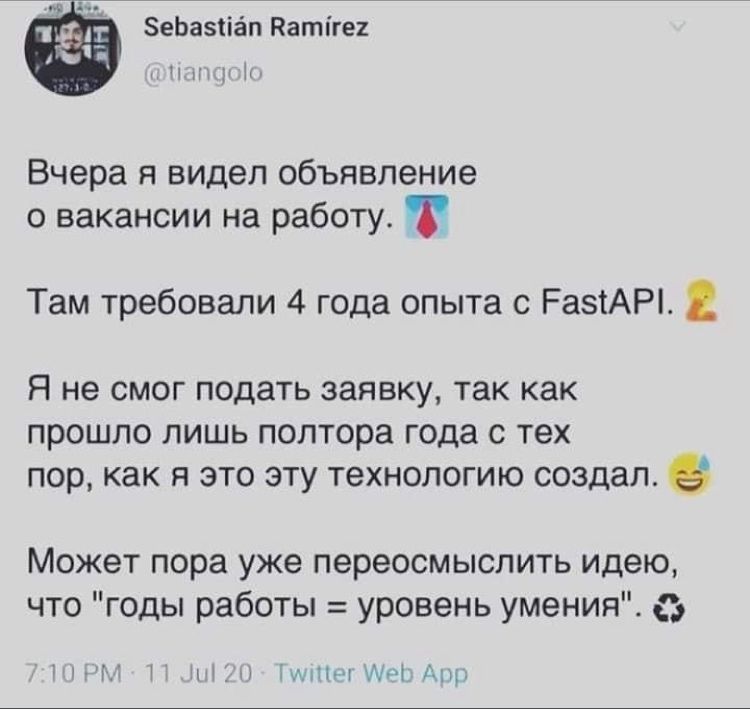 Sebastián Ramírez
@tiangolo
Вчера я видел объявление
о вакансии на работу. 👔
Там требовали 4 года опыта с FastAPI. 🤦
Я не смог подать заявку, так как
прошло лишь полтора года с тех
пор, как я это эту технологию создал. 😅
Может пора уже переосмыслить идею,
что "годы работы = уровень умения". ♻
7:10 PM · 11 Jul 20 · Twitter Web App